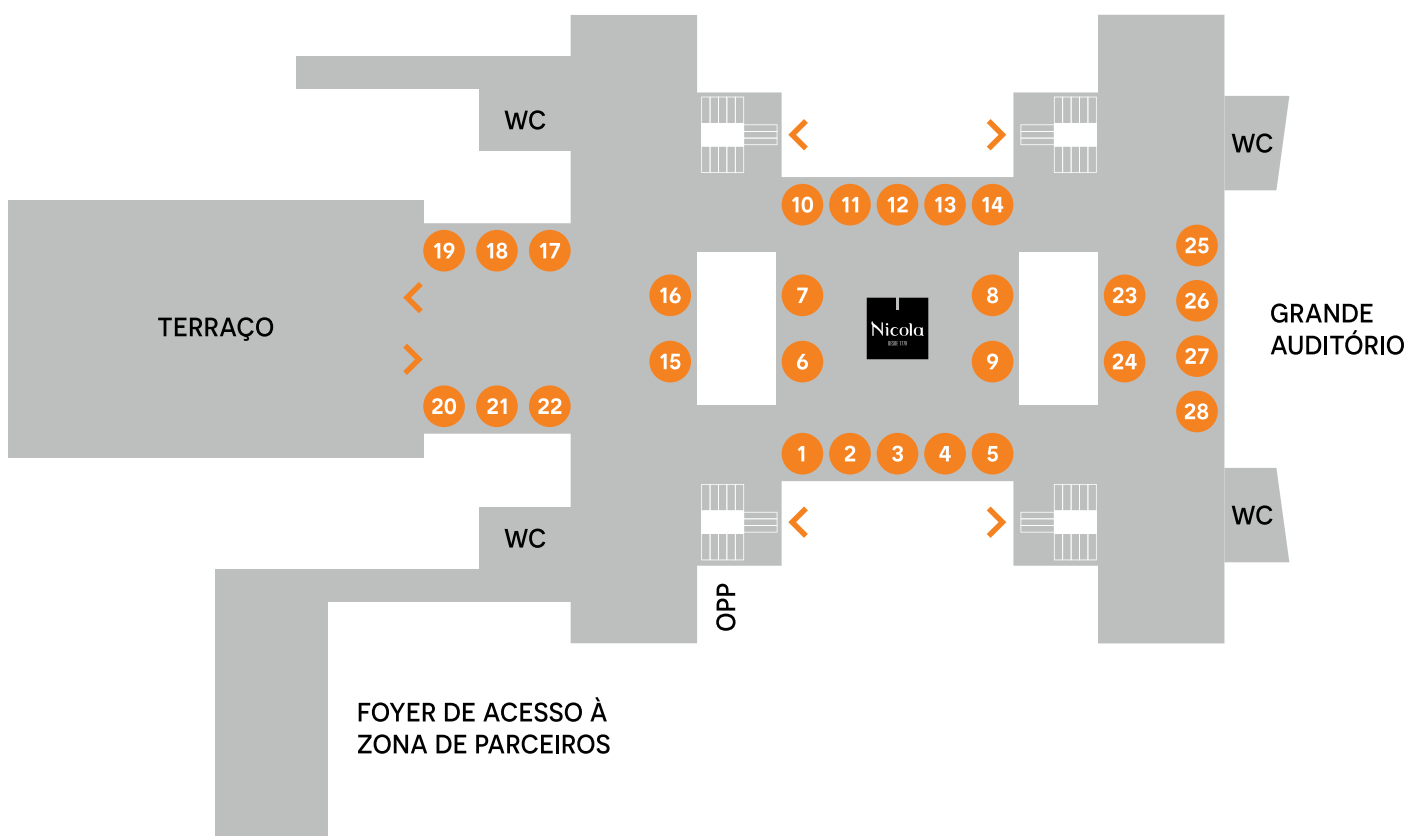 WC
WC
10 11 12 13 14
19 18 17
25
16
7
8
23
26
TERRAÇO
Nicola
DESDE 1779
GRANDE
AUDITÓRIO
15
6
9
24
27
20 21 22
28
1 2 3 4 5
WC
WC
OPP
FOYER DE ACESSO À
ZONA DE PARCEIROS